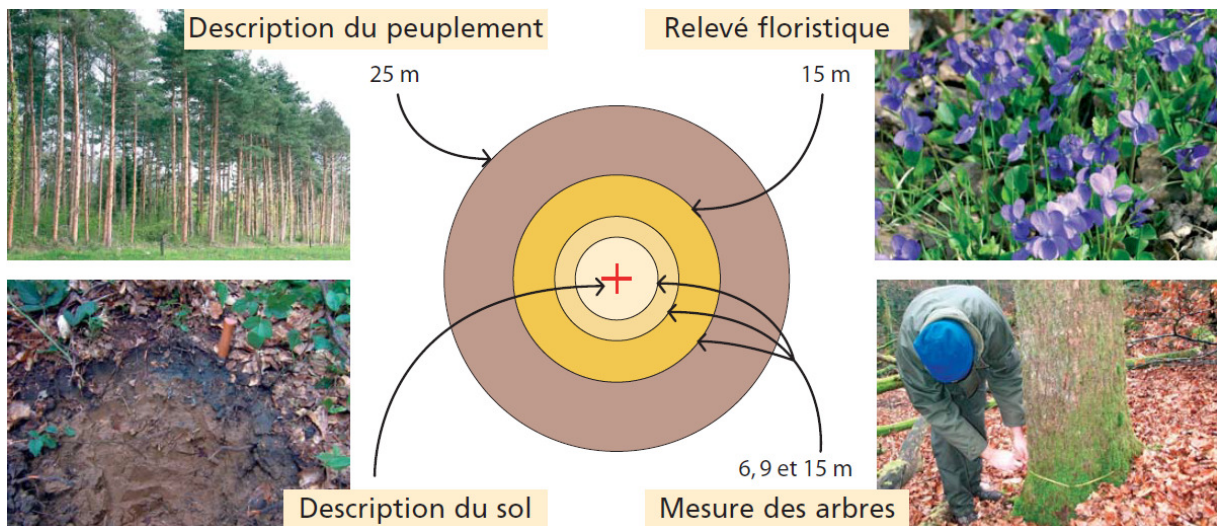 Description du peuplement
Relevé floristique
25 m
15 m
6, 9 et 15 m
Description du sol
Mesure des arbres